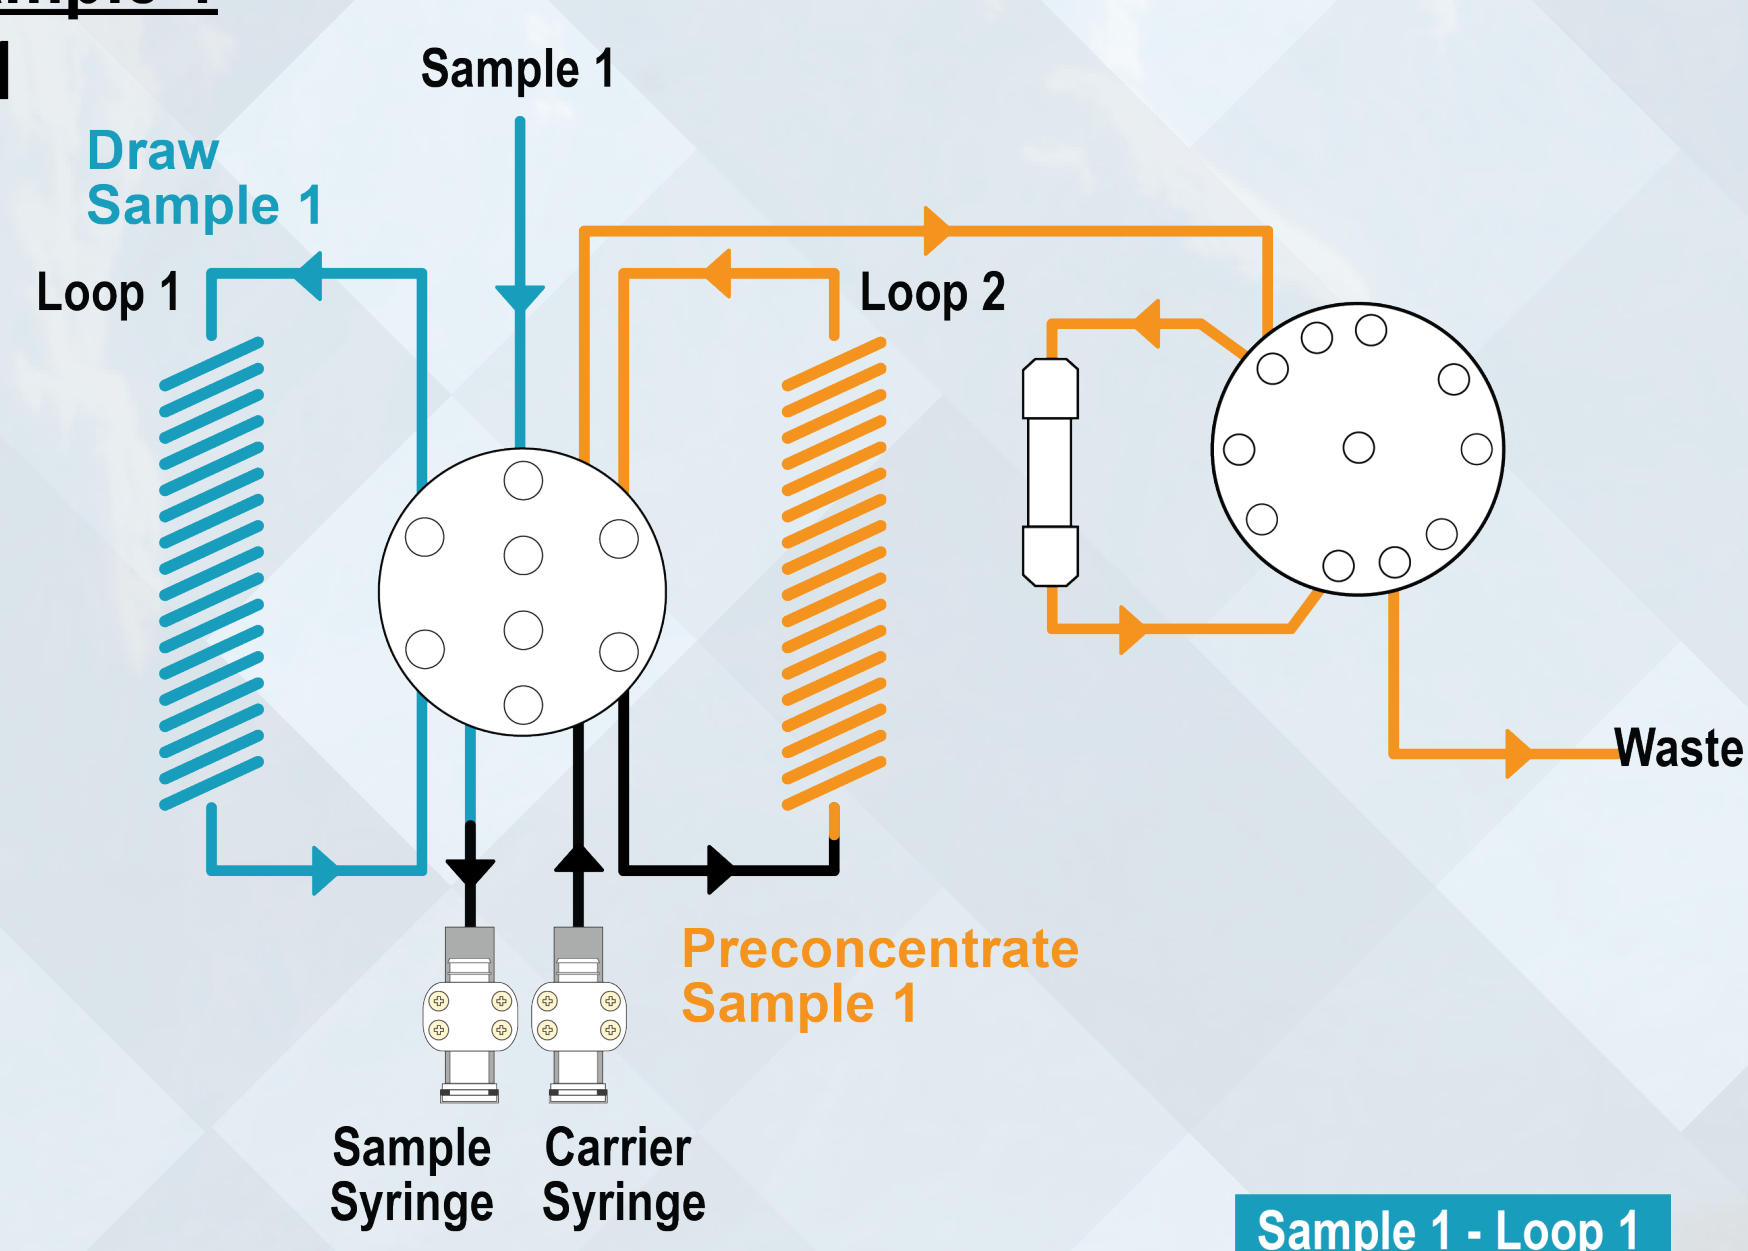 Sample 1
Draw
Sample 1
Loop 1
Loop 2
Waste
Preconcentrate
Sample 1
Sample
Syringe
Carrier
Syringe
Sample 1 - Loop 1